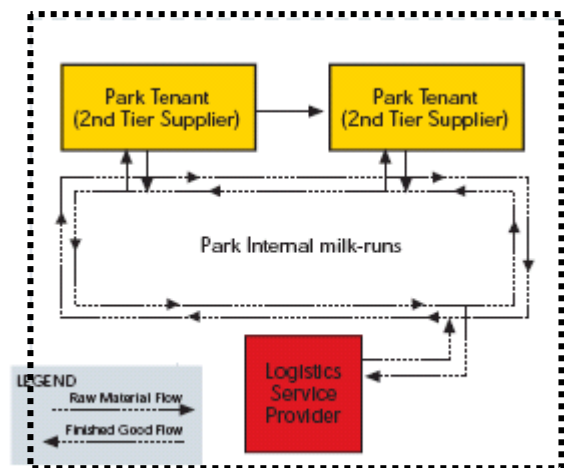 Park Tenant
(2nd Tier Supplier)
Park Tenant
(2nd Tier Supplier)
Park Internal milk-runs
Logistics
Service
Provider
LEGEND
Raw Material Flow
Finished Good Flow